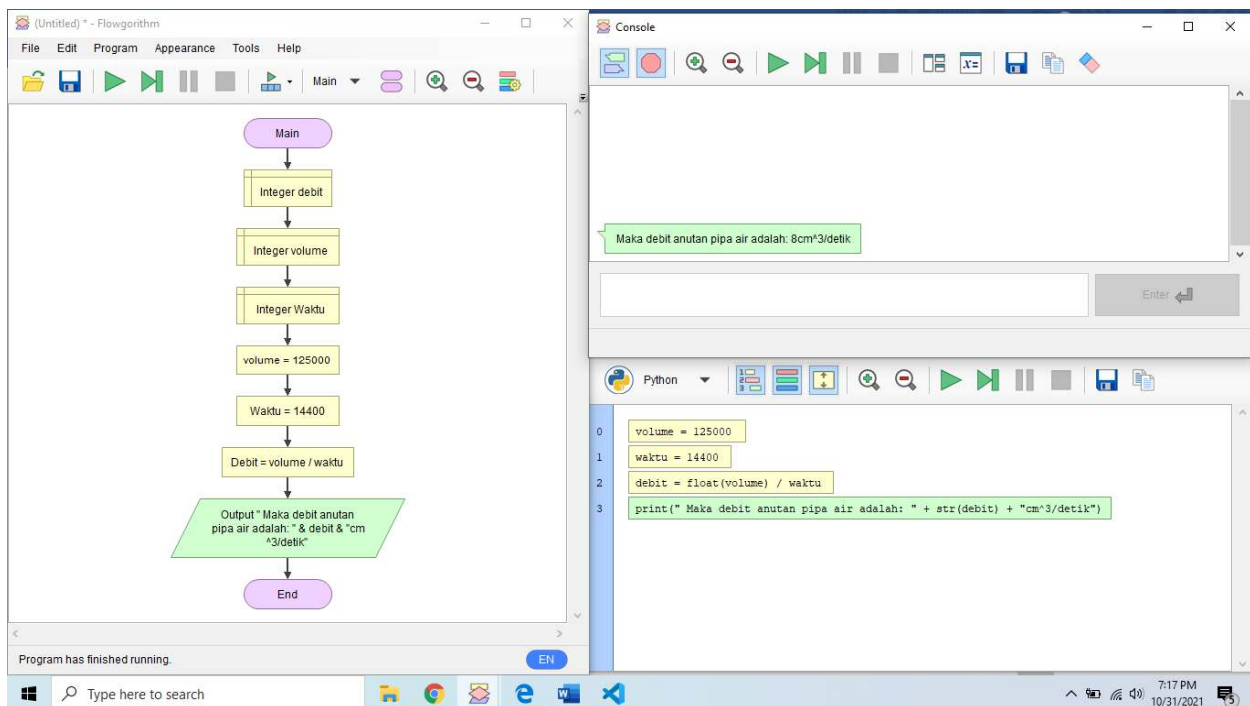 (Untitled) * - Flowgorithm
File Edit Program Appearance Tools Help
Main
Main
Integer debit
Integer volume
Integer Waktu
volume = 125000
Waktu = 14400
Debit = volume / waktu
Output " Maka debit anutan
pipa air adalah: " & debit & "cm
^3/detik"
End
Program has finished running.
EN
Console
x=
Maka debit anutan pipa air adalah: 8cm^3/detik
Enter
Python
1
2
3
0 volume = 125000
1 waktu = 14400
2 debit = float(volume) / waktu
3 print(" Maka debit anutan pipa air adalah: " + str(debit) + "cm^3/detik")
Type here to search
W
7:17 PM
10/31/2021
5